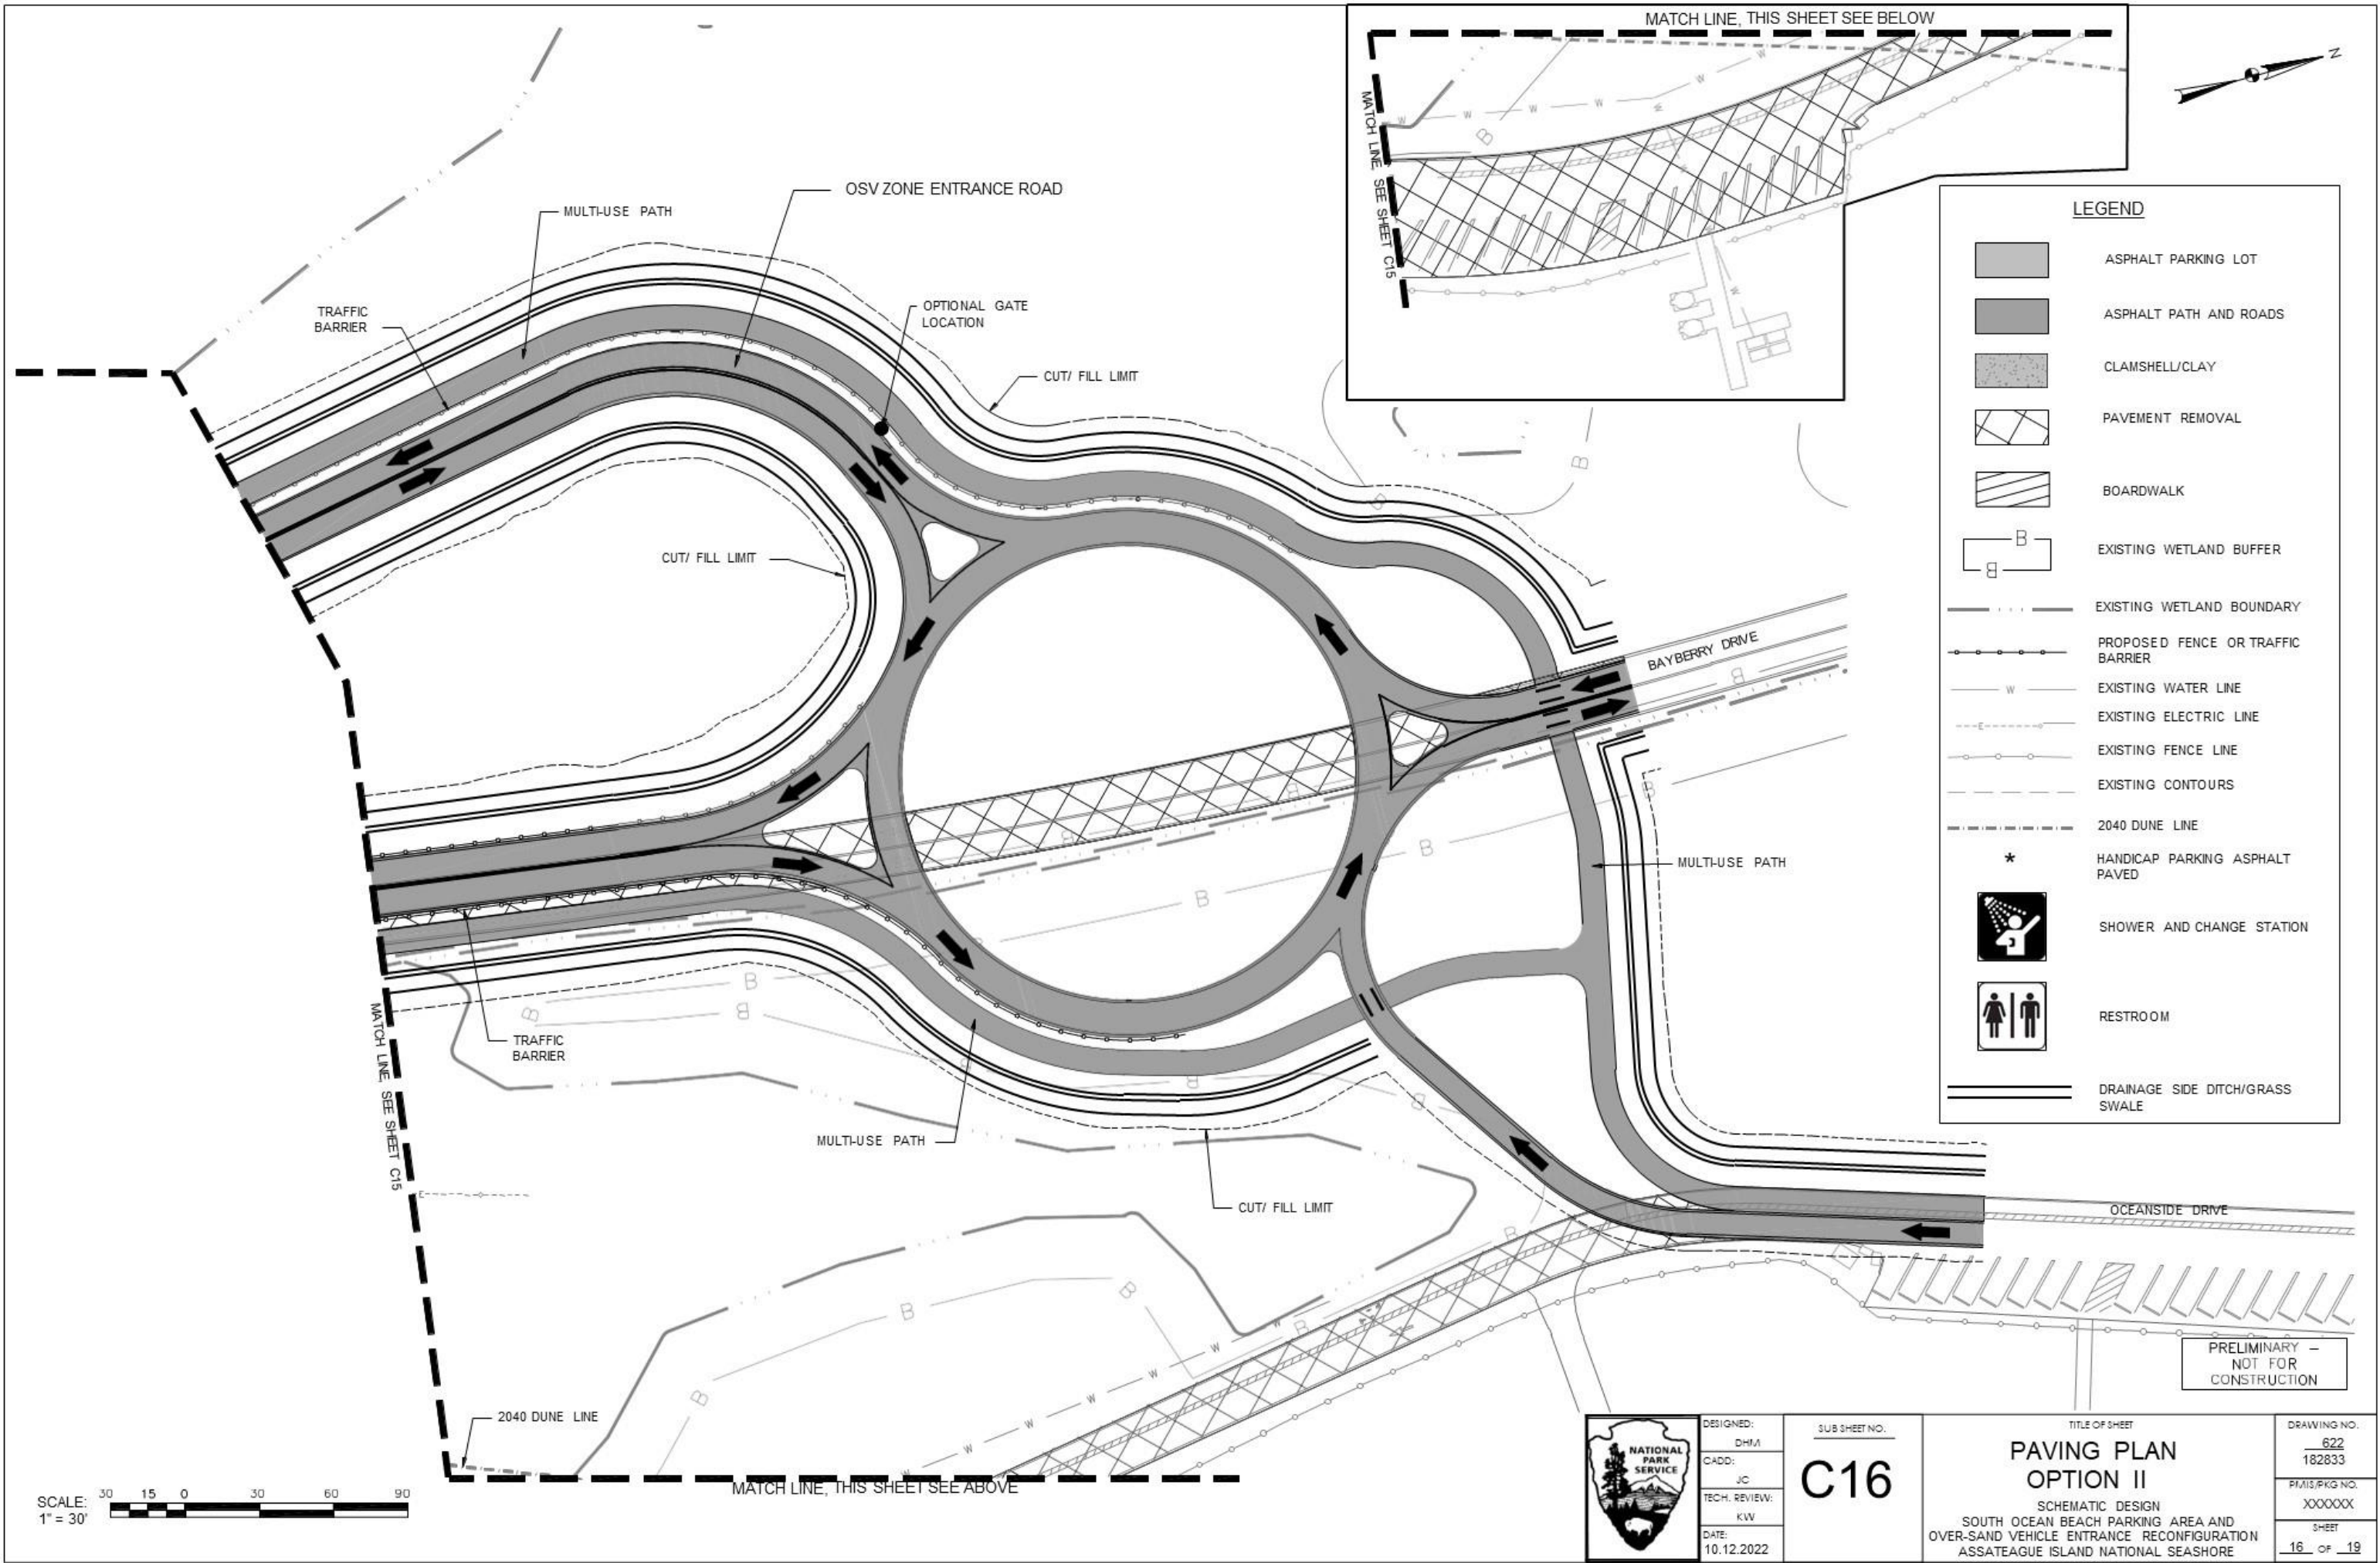 MATCH LINE, THIS SHEET SEE BELOW
MATCH LINE, SEE SHEET C15
W
W
W
W
W
W
W
W
B
N
LEGEND
ASPHALT PARKING LOT
ASPHALT PATH AND ROADS
CLAMSHELL/CLAY
PAVEMENT REMOVAL
BOARDWALK
B
B
EXISTING WETLAND BUFFER
EXISTING WETLAND BOUNDARY
PROPOSED FENCE OR TRAFFIC
BARRIER
W
EXISTING WATER LINE
E
EXISTING ELECTRIC LINE
EXISTING FENCE LINE
EXISTING CONTOURS
2040 DUNE LINE
*
HANDICAP PARKING ASPHALT
PAVED
SHOWER AND CHANGE STATION
RESTROOM
DRAINAGE SIDE DITCH/GRASS
SWALE
OSV ZONE ENTRANCE ROAD
MULTI-USE PATH
TRAFFIC
BARRIER
OPTIONAL GATE
LOCATION
CUT/ FILL LIMIT
CUT/ FILL LIMIT
B
B
BAYBERRY DRIVE
B
B
B
B
B
B
MULTI-USE PATH
B
B
B
B
TRAFFIC
BARRIER
MATCH LINE, SEE SHEET C15
B
B
MULTI-USE PATH
CUT/ FILL LIMIT
E
OCEANSIDE DRIVE
B
B
B
B
B
W
W
W
W
W
W
W
2040 DUNE LINE
MATCH LINE, THIS SHEET SEE ABOVE
SCALE:
1" = 30'
30 15 0 30 60 90
PRELIMINARY –
NOT FOR
CONSTRUCTION
NATIONAL
PARK
SERVICE
DESIGNED:
DHM
CADD:
JC
TECH. REVIEW:
KW
DATE:
10.12.2022
SUB SHEET NO.
C16
TITLE OF SHEET
PAVING PLAN
OPTION II
SCHEMATIC DESIGN
SOUTH OCEAN BEACH PARKING AREA AND
OVER-SAND VEHICLE ENTRANCE RECONFIGURATION
ASSATEAGUE ISLAND NATIONAL SEASHORE
DRAWING NO.
622
182833
PMIS/PKG NO.
XXXXXX
SHEET
16 OF 19